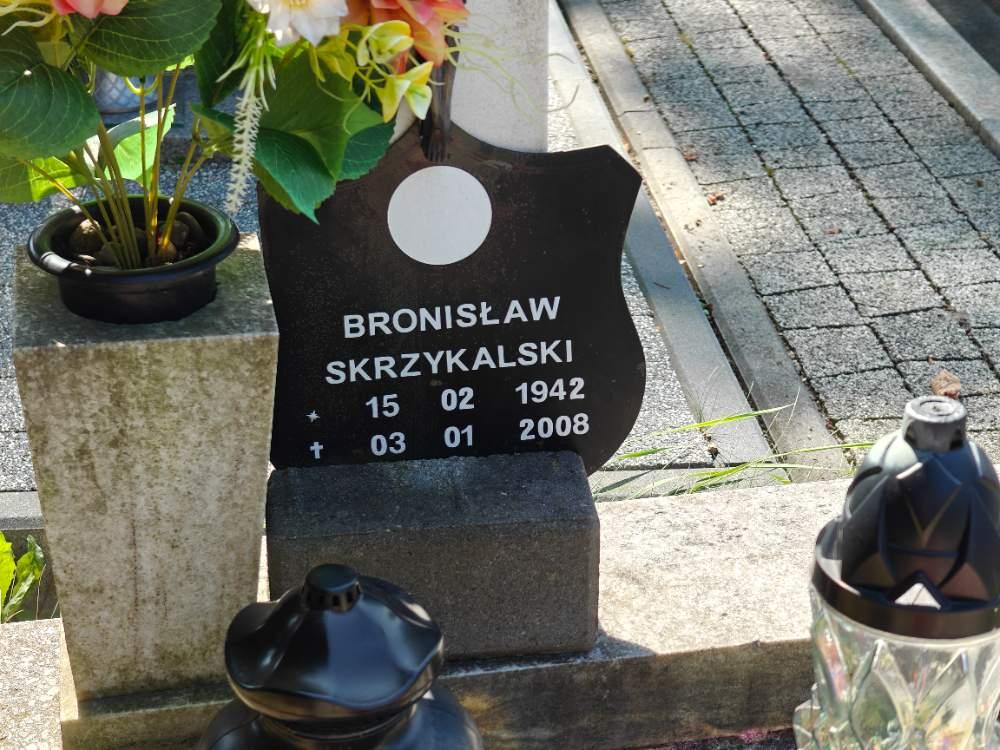 BRONISŁAW
SKRZYKALSKI
* 15 02 1942
✝ 03 01 2008